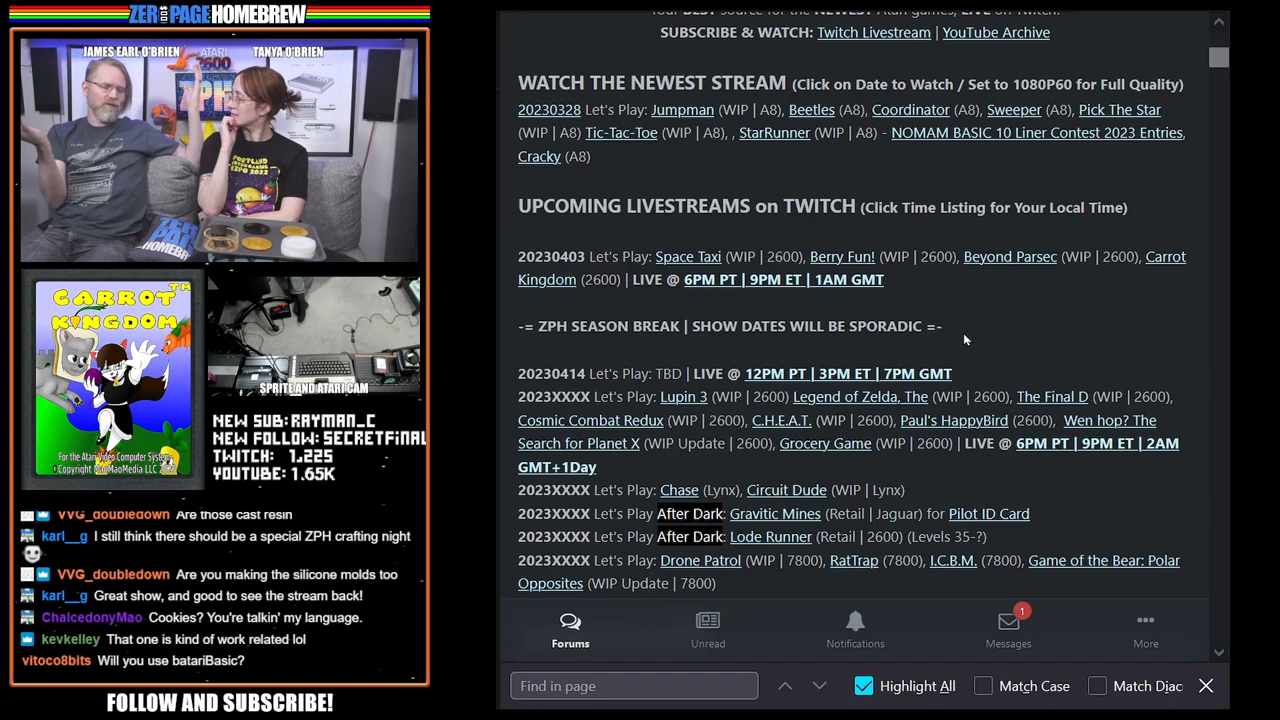 ZER PAGE HOMEBREW
JAMES EARL O'BRIEN
TANYA O'BRIEN
ATARI
2600
ZPH
PORTLAND
EXPO 2022
ZERO
PAGE
HOMEBREW
CARROT™
KINGDOM
For the Atari Video Computer System
SPRITE AND ATARI CAM
NEW SUB: RAYMAN_C
NEW FOLLOW: SECRETFINAL
TWITCH: 1.225
YOUTUBE: 1.65K
VVG_doubledown Are those cast resin
karl__g I still think there should be a special ZPH crafting night
VVG_doubledown Are you making the silicone molds too
karl__g Great show, and good to see the stream back!
ChalcedonyMao Cookies? You're talkin' my language.
kevkelley That one is kind of work related lol
vitoco8bits Will you use batariBasic?
FOLLOW AND SUBSCRIBE!
SUBSCRIBE & WATCH: Twitch Livestream | YouTube Archive
WATCH THE NEWEST STREAM (Click on Date to Watch / Set to 1080P60 for Full Quality)
20230328 Let's Play: Jumpman (WIP | A8), Beetles (A8), Coordinator (A8), Sweeper (A8), Pick The Star
(WIP | A8) Tic-Tac-Toe (WIP | A8), , StarRunner (WIP | A8) - NOMAM BASIC 10 Liner Contest 2023 Entries,
Cracky (A8)
UPCOMING LIVESTREAMS on TWITCH (Click Time Listing for Your Local Time)
20230403 Let's Play: Space Taxi (WIP | 2600), Berry Fun! (WIP | 2600), Beyond Parsec (WIP | 2600), Carrot
Kingdom (2600) | LIVE @ 6PM PT | 9PM ET | 1AM GMT
-= ZPH SEASON BREAK | SHOW DATES WILL BE SPORADIC =-
20230414 Let's Play: TBD | LIVE @ 12PM PT | 3PM ET | 7PM GMT
2023XXXX Let's Play: Lupin 3 (WIP | 2600) Legend of Zelda, The (WIP | 2600), The Final D (WIP | 2600),
Cosmic Combat Redux (WIP | 2600), C.H.E.A.T. (WIP | 2600), Paul's HappyBird (2600), Wen hop? The
Search for Planet X (WIP Update | 2600), Grocery Game (WIP | 2600) | LIVE @ 6PM PT | 9PM ET | 2AM
GMT+1Day
2023XXXX Let's Play: Chase (Lynx), Circuit Dude (WIP | Lynx)
2023XXXX Let's Play After Dark: Gravitic Mines (Retail | Jaguar) for Pilot ID Card
2023XXXX Let's Play After Dark: Lode Runner (Retail | 2600) (Levels 35-?)
2023XXXX Let's Play: Drone Patrol (WIP | 7800), RatTrap (7800), I.C.B.M. (7800), Game of the Bear: Polar
Opposites (WIP Update | 7800)
Forums
Unread
Notifications
1
Messages
More
Find in page
Highlight All
Match Case
Match Diac